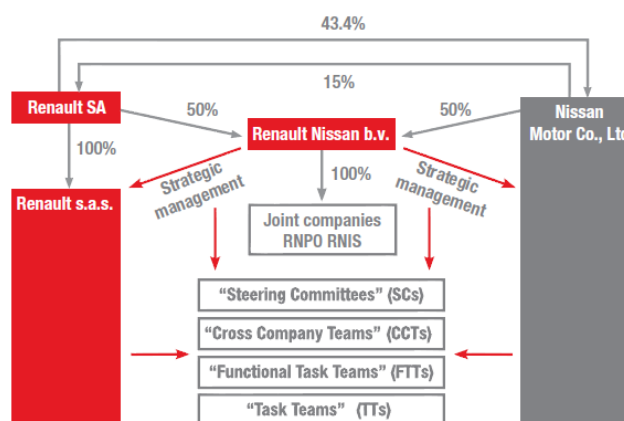 43.4%
15%
Renault SA
50%
Renault Nissan b.v.
50%
Nissan
Motor Co., Ltd
100%
Renault s.a.s.
Strategic
management
100%
Strategic
management
Joint companies
RNPO RNIS
“Steering Committees” (SCs)
“Cross Company Teams” (CCTs)
“Functional Task Teams” (FTTs)
“Task Teams” (TTs)